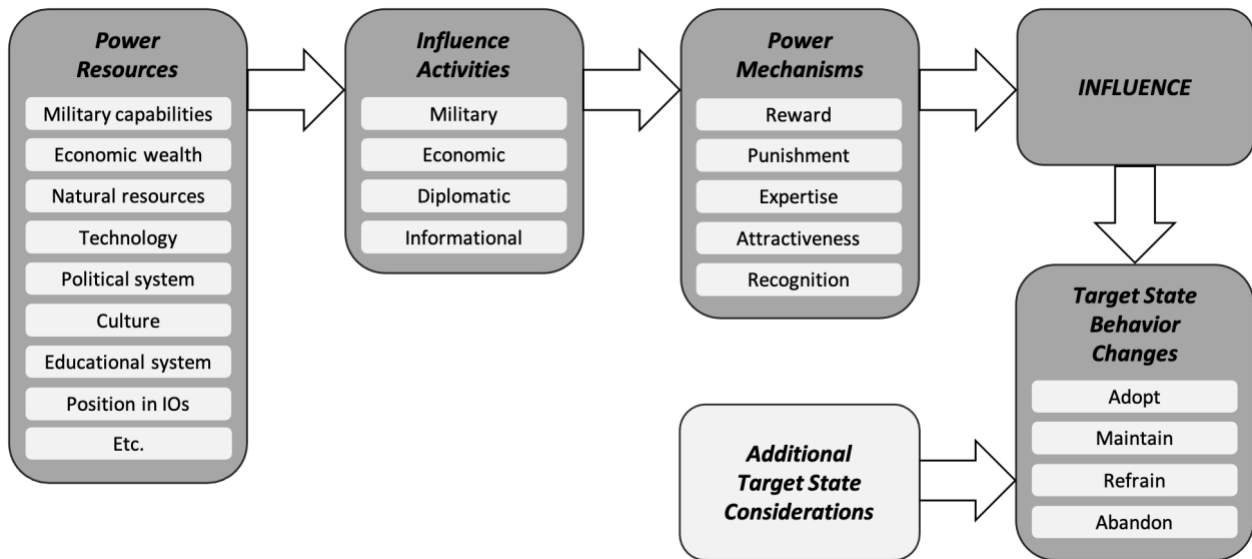 Power
Resources
Military capabilities
Economic wealth
Natural resources
Technology
Political system
Culture
Educational system
Position in IOs
Etc.
Influence
Activities
Military
Economic
Diplomatic
Informational
Power
Mechanisms
Reward
Punishment
Expertise
Attractiveness
Recognition
INFLUENCE
Target State
Behavior
Changes
Adopt
Maintain
Refrain
Abandon
Additional
Target State
Considerations